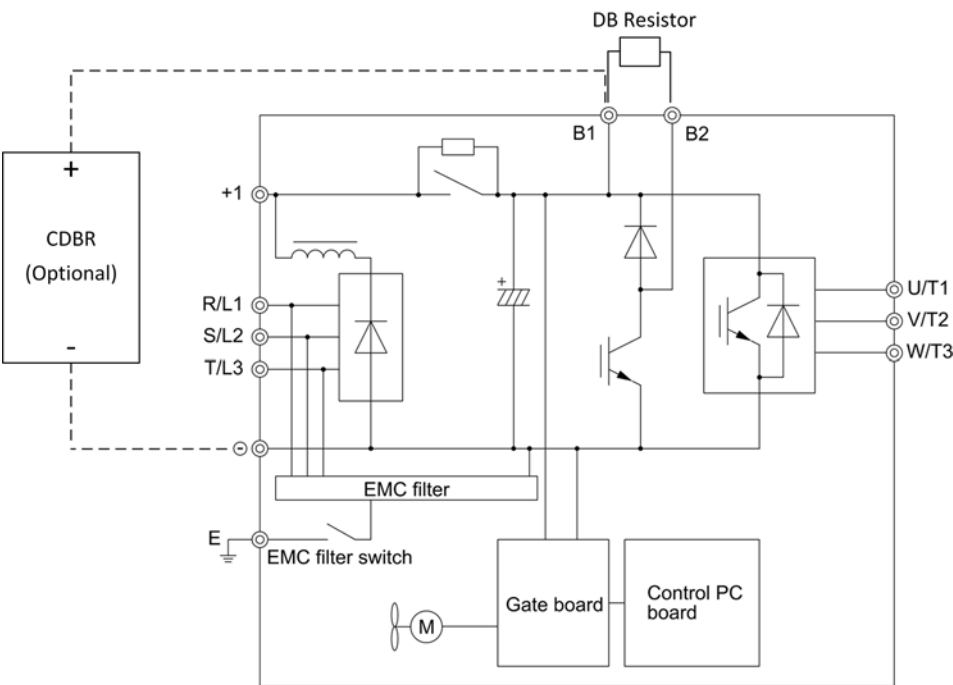 DB Resistor
B1
B2
+
CDBR
(Optional)
-
+1
+
R/L1
S/L2
T/L3
U/T1
V/T2
W/T3
-
EMC filter
E
EMC filter switch
Gate board
Control PC
board
M